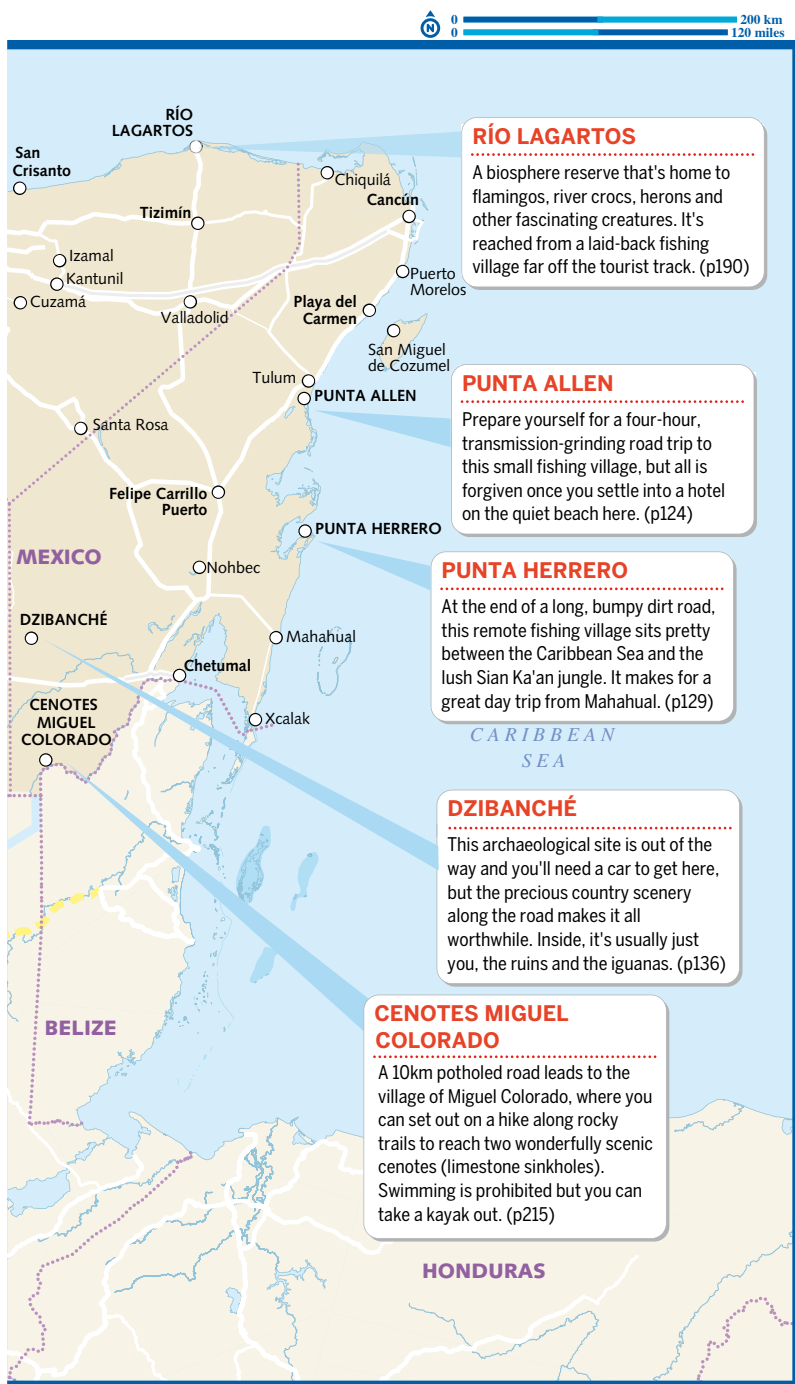 N
0 200 km
0 120 miles
RÍO
LAGARTOS
San
Crisanto
Chiquilá
Cancún
Tizimín
Izamal
Kantunil
Cuzamá
Valladolid
Puerto
Morelos
Playa del
Carmen
San Miguel
de Cozumel
Tulum
PUNTA ALLEN
Santa Rosa
Felipe Carrillo
Puerto
PUNTA HERRERO
MEXICO
Nohbec
DZIBANCHÉ
Mahahual
Chetumal
CENOTES
MIGUEL
COLORADO
Xcalak
CARIBBEAN
SEA
BELIZE
HONDURAS
RÍO LAGARTOS
A biosphere reserve that's home to
flamingos, river crocs, herons and
other fascinating creatures. It's
reached from a laid-back fishing
village far off the tourist track. (p190)
PUNTA ALLEN
Prepare yourself for a four-hour,
transmission-grinding road trip to
this small fishing village, but all is
forgiven once you settle into a hotel
on the quiet beach here. (p124)
PUNTA HERRERO
At the end of a long, bumpy dirt road,
this remote fishing village sits pretty
between the Caribbean Sea and the
lush Sian Ka'an jungle. It makes for a
great day trip from Mahahual. (p129)
DZIBANCHÉ
This archaeological site is out of the
way and you'll need a car to get here,
but the precious country scenery
along the road makes it all
worthwhile. Inside, it's usually just
you, the ruins and the iguanas. (p136)
CENOTES MIGUEL
COLORADO
A 10km potholed road leads to the
village of Miguel Colorado, where you
can set out on a hike along rocky
trails to reach two wonderfully scenic
cenotes (limestone sinkholes).
Swimming is prohibited but you can
take a kayak out. (p215)